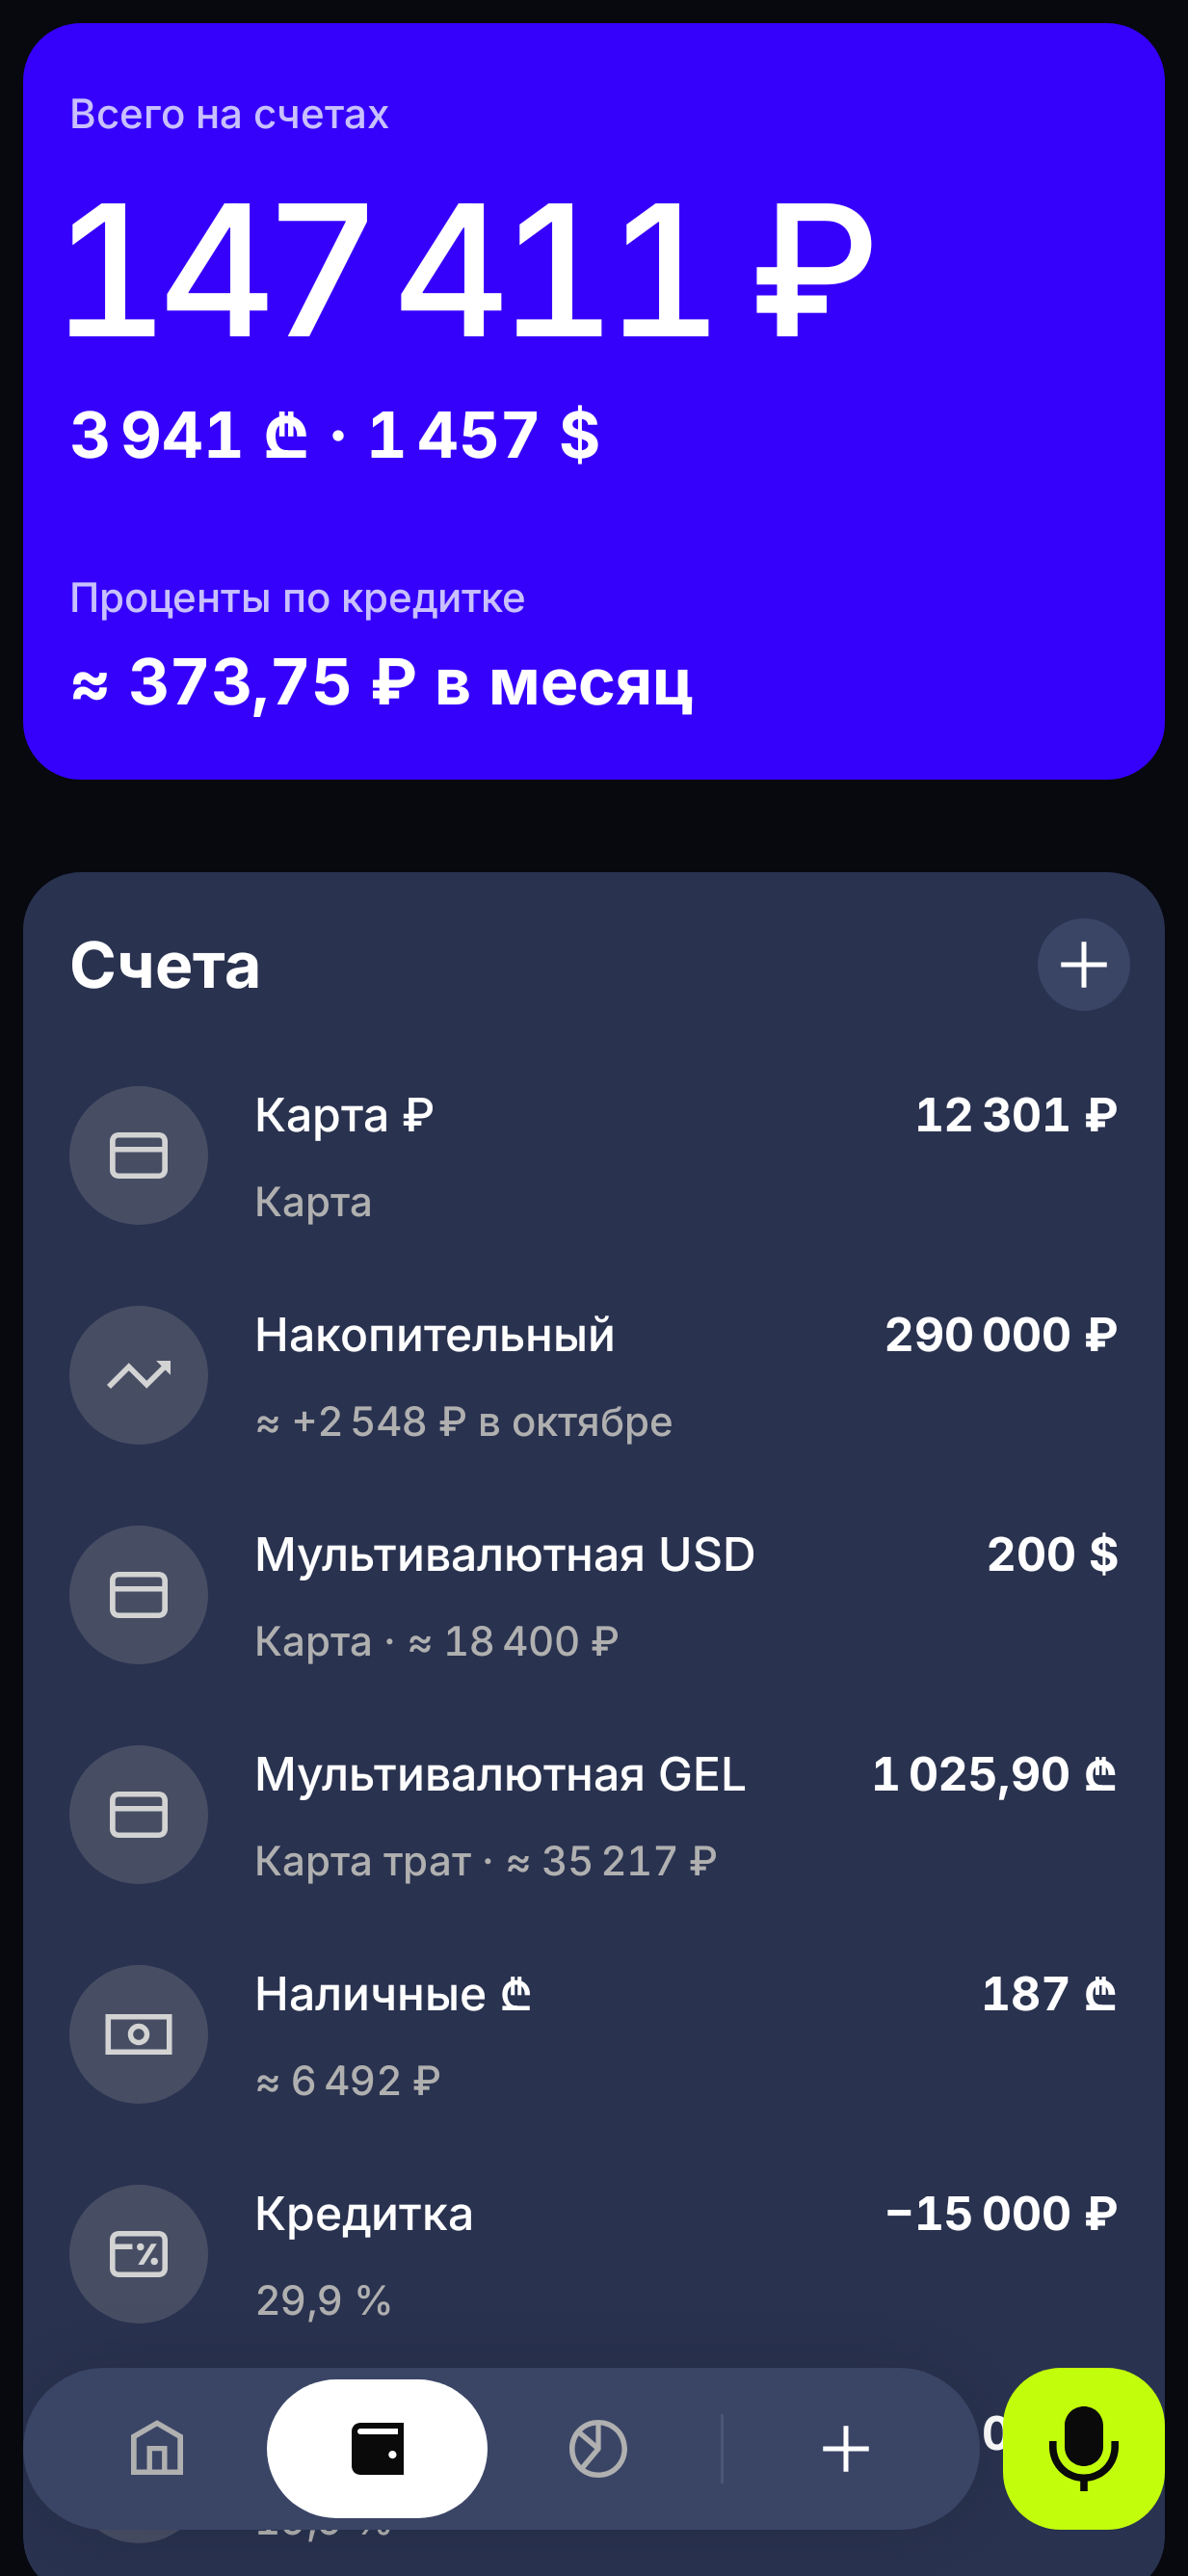 Всего на счетах
147 411 ₽
3 941 ₾ · 1 457 $
Проценты по кредитке
≈ 373,75 ₽ в месяц
Счета
Карта ₽
12 301 ₽
Карта
Накопительный
290 000 ₽
≈ +2 548 ₽ в октябре
Мультивалютная USD
200 $
Карта · ≈ 18 400 ₽
Мультивалютная GEL
1 025,90 ₾
Карта трат · ≈ 35 217 ₽
Наличные ₾
187 ₾
≈ 6 492 ₽
Кредитка
−15 000 ₽
29,9 %